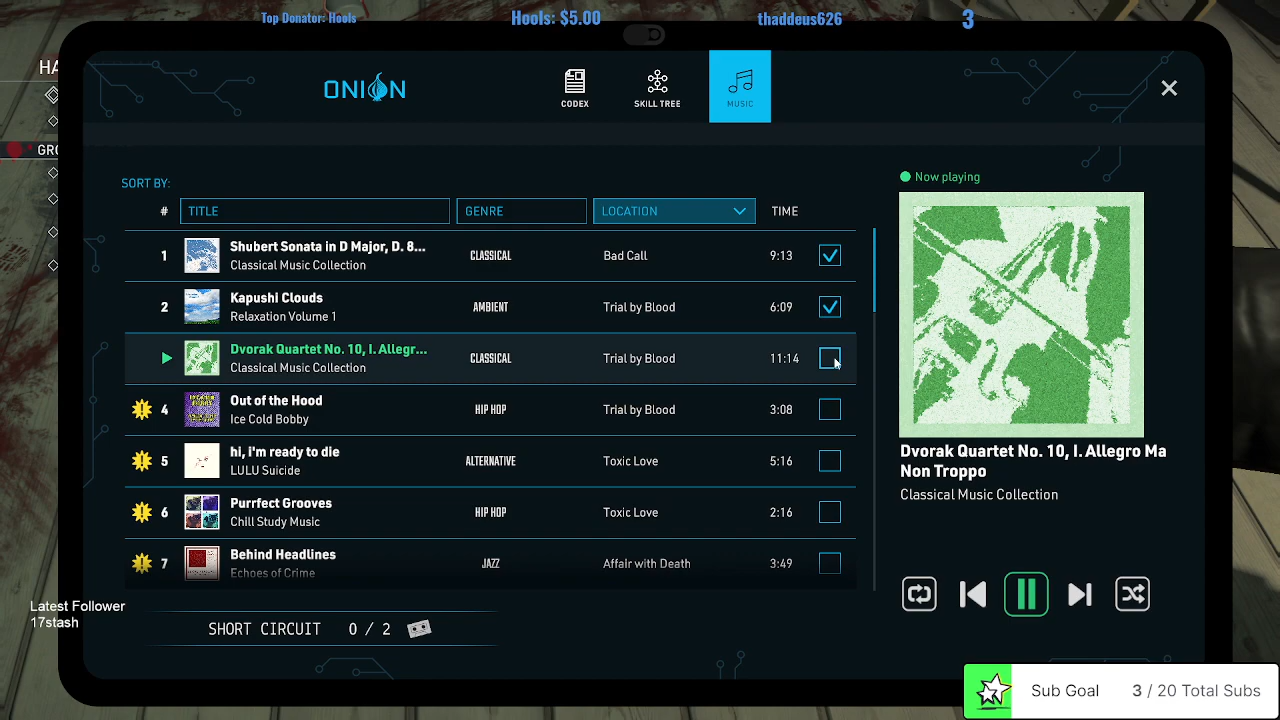 Top Donator: Hools
Hools: $5.00
thaddeus626
3
HA
GRO
ONION
CODEX
SKILL TREE
MUSIC
SORT BY:
# TITLE GENRE LOCATION TIME
1 Shubert Sonata in D Major, D. 8... CLASSICAL Bad Call 9:13
Classical Music Collection
2 Kapushi Clouds AMBIENT Trial by Blood 6:09
Relaxation Volume 1
Dvorak Quartet No. 10, I. Allegr... CLASSICAL Trial by Blood 11:14
Classical Music Collection
4 Out of the Hood HIP HOP Trial by Blood 3:08
Ice Cold Bobby
5 hi, i'm ready to die ALTERNATIVE Toxic Love 5:16
LULU Suicide
6 Purrfect Grooves HIP HOP Toxic Love 2:16
Chill Study Music
7 Behind Headlines JAZZ Affair with Death 3:49
Echoes of Crime
Now playing
Dvorak Quartet No. 10, I. Allegro Ma
Non Troppo
Classical Music Collection
Latest Follower
17stash
SHORT CIRCUIT 0 / 2
Sub Goal 3 / 20 Total Subs